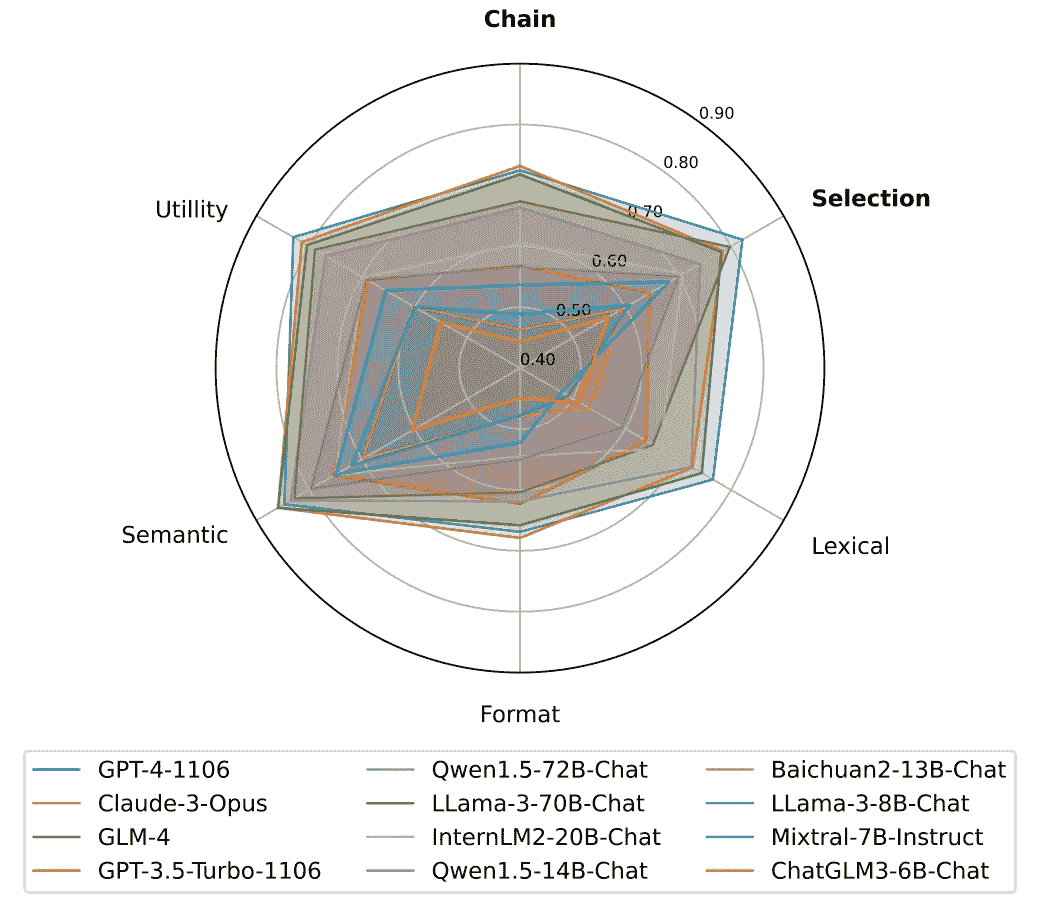 Chain
0.90
0.80
Selection
Utillity
0.70
0.60
0.50
0.40
Semantic
Lexical
Format
GPT-4-1106
Qwen1.5-72B-Chat
Baichuan2-13B-Chat
Claude-3-Opus
LLama-3-70B-Chat
LLama-3-8B-Chat
GLM-4
InternLM2-20B-Chat
Mixtral-7B-Instruct
GPT-3.5-Turbo-1106
Qwen1.5-14B-Chat
ChatGLM3-6B-Chat